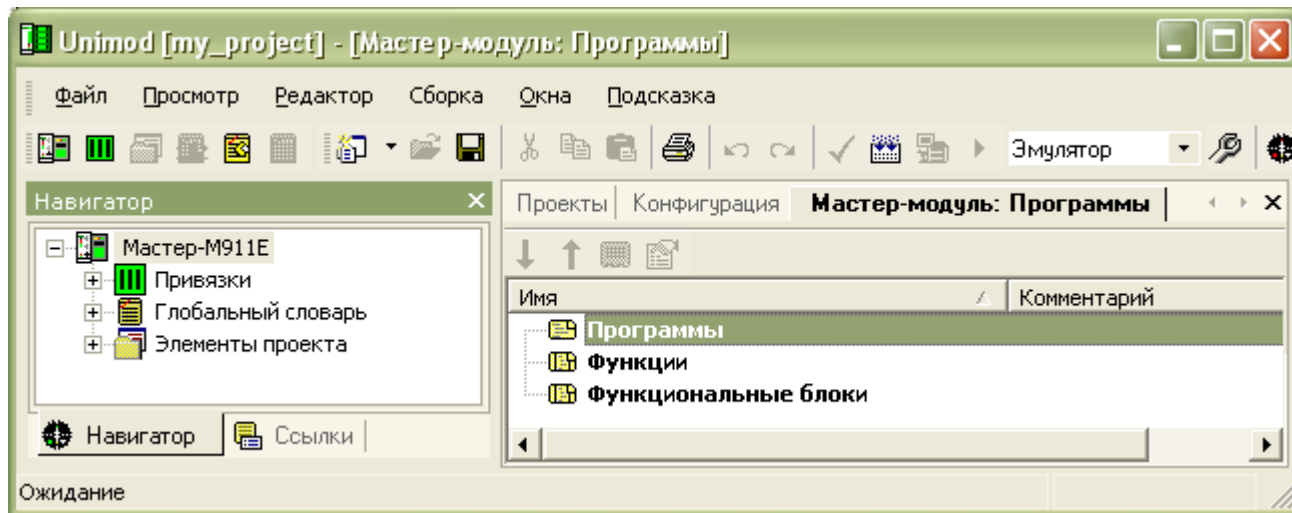 Unimod [my_project] - [Мастер-модуль: Программы]
Файл Просмотр Редактор Сборка Окна Подсказка
Эмулятор
Навигатор
Мастер-М911Е
Привязки
Глобальный словарь
Элементы проекта
Навигатор Ссылки
Проекты Конфигурация Мастер-модуль: Программы
Имя Комментарий
Программы
Функции
Функциональные блоки
Ожидание